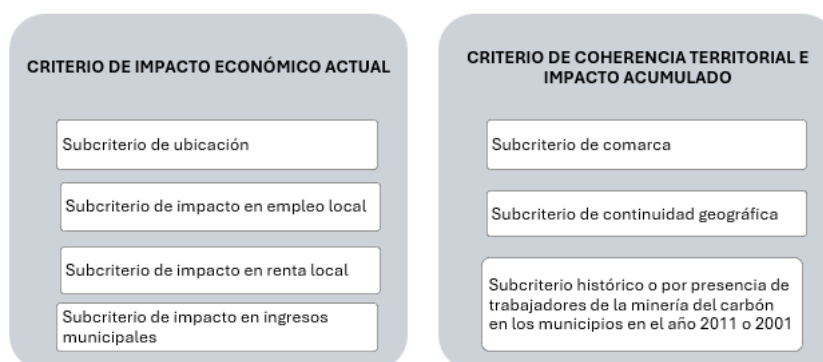 CRITERIO DE IMPACTO ECONÓMICO ACTUAL
Subcriterio de ubicación
Subcriterio de impacto en empleo local
Subcriterio de impacto en renta local
Subcriterio de impacto en ingresos
municipales
CRITERIO DE COHERENCIA TERRITORIAL E
IMPACTO ACUMULADO
Subcriterio de comarca
Subcriterio de continuidad geográfica
Subcriterio histórico o por presencia de
trabajadores de la minería del carbón
en los municipios en el año 2011 o 2001